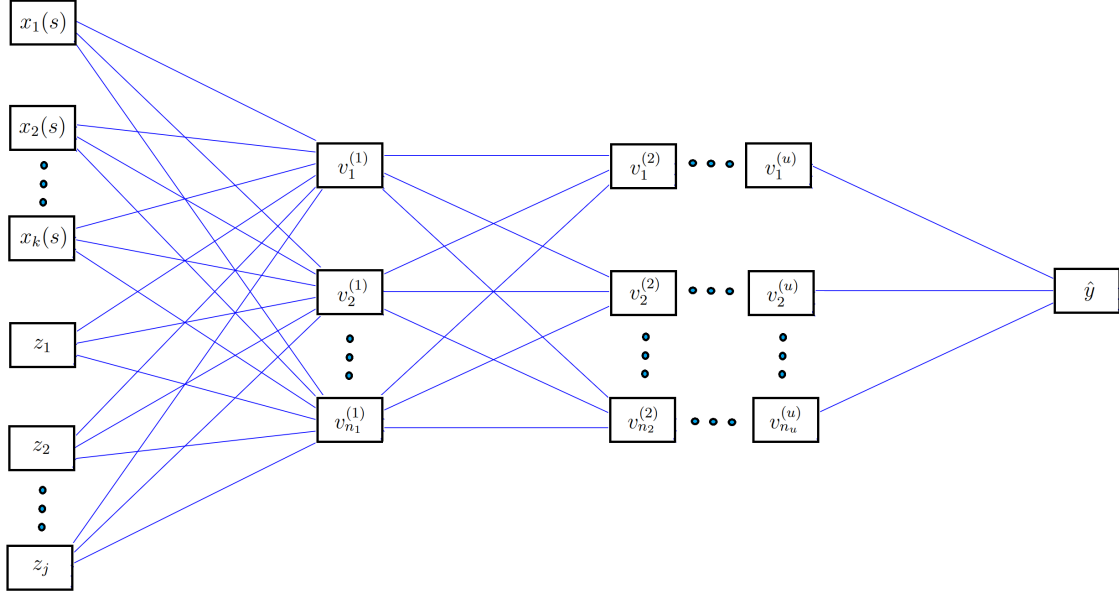 x_1(s)
x_2(s)
x_k(s)
z_1
z_2
z_j
v_1^{(1)}
v_2^{(1)}
v_{n_1}^{(1)}
v_1^{(2)}
v_2^{(2)}
v_{n_2}^{(2)}
v_1^{(u)}
v_2^{(u)}
v_{n_u}^{(u)}
ŷ